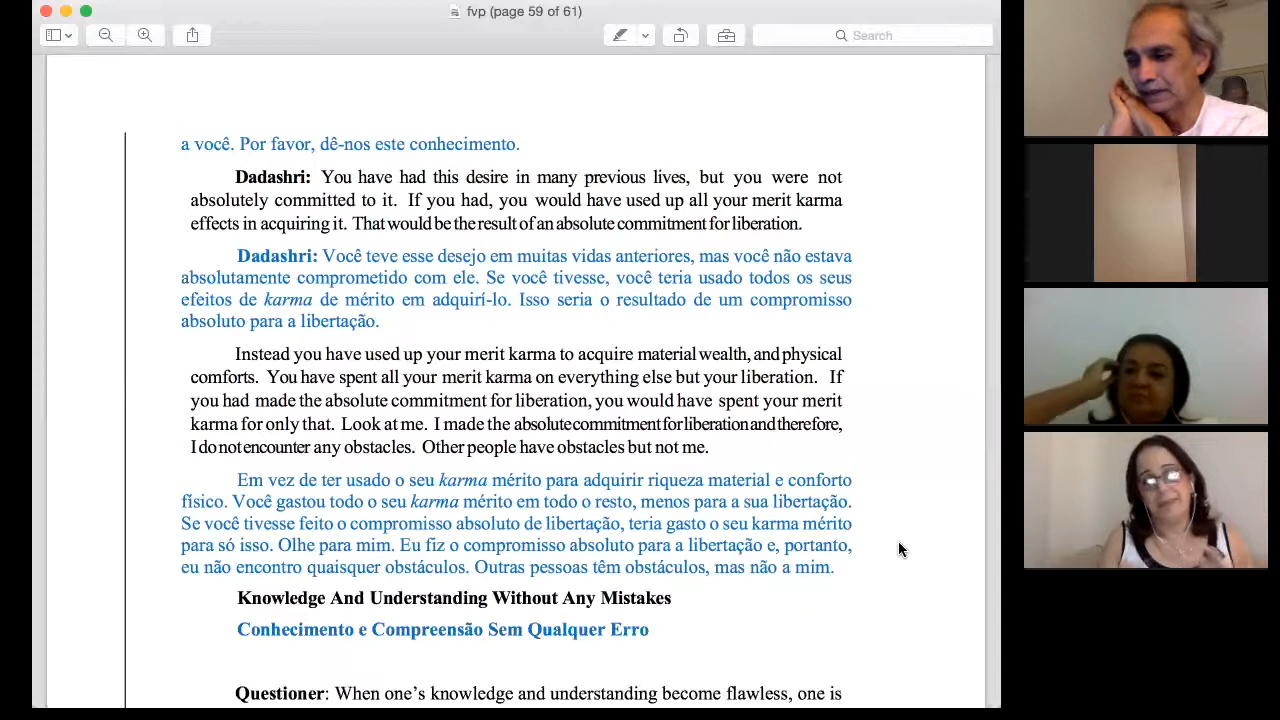 fvp (page 59 of 61)
Search
a você. Por favor, dê-nos este conhecimento.
Dadashri: You have had this desire in many previous lives, but you were not
absolutely committed to it. If you had, you would have used up all your merit karma
effects in acquiring it. That would be the result of an absolute commitment for liberation.
Dadashri: Você teve esse desejo em muitas vidas anteriores, mas você não estava
absolutamente comprometido com ele. Se você tivesse, você teria usado todos os seus
efeitos de karma de mérito em adquirí-lo. Isso seria o resultado de um compromisso
absoluto para a libertação.
Instead you have used up your merit karma to acquire material wealth, and physical
comforts. You have spent all your merit karma on everything else but your liberation. If
you had made the absolute commitment for liberation, you would have spent your merit
karma for only that. Look at me. I made the absolute commitment for liberation and therefore,
I do not encounter any obstacles. Other people have obstacles but not me.
Em vez de ter usado o seu karma mérito para adquirir riqueza material e conforto
físico. Você gastou todo o seu karma mérito em todo o resto, menos para a sua libertação.
Se você tivesse feito o compromisso absoluto de libertação, teria gasto o seu karma mérito
para só isso. Olhe para mim. Eu fiz o compromisso absoluto para a libertação e, portanto,
eu não encontro quaisquer obstáculos. Outras pessoas têm obstáculos, mas não a mim.
Knowledge And Understanding Without Any Mistakes
Conhecimento e Compreensão Sem Qualquer Erro
Questioner: When one's knowledge and understanding become flawless, one is